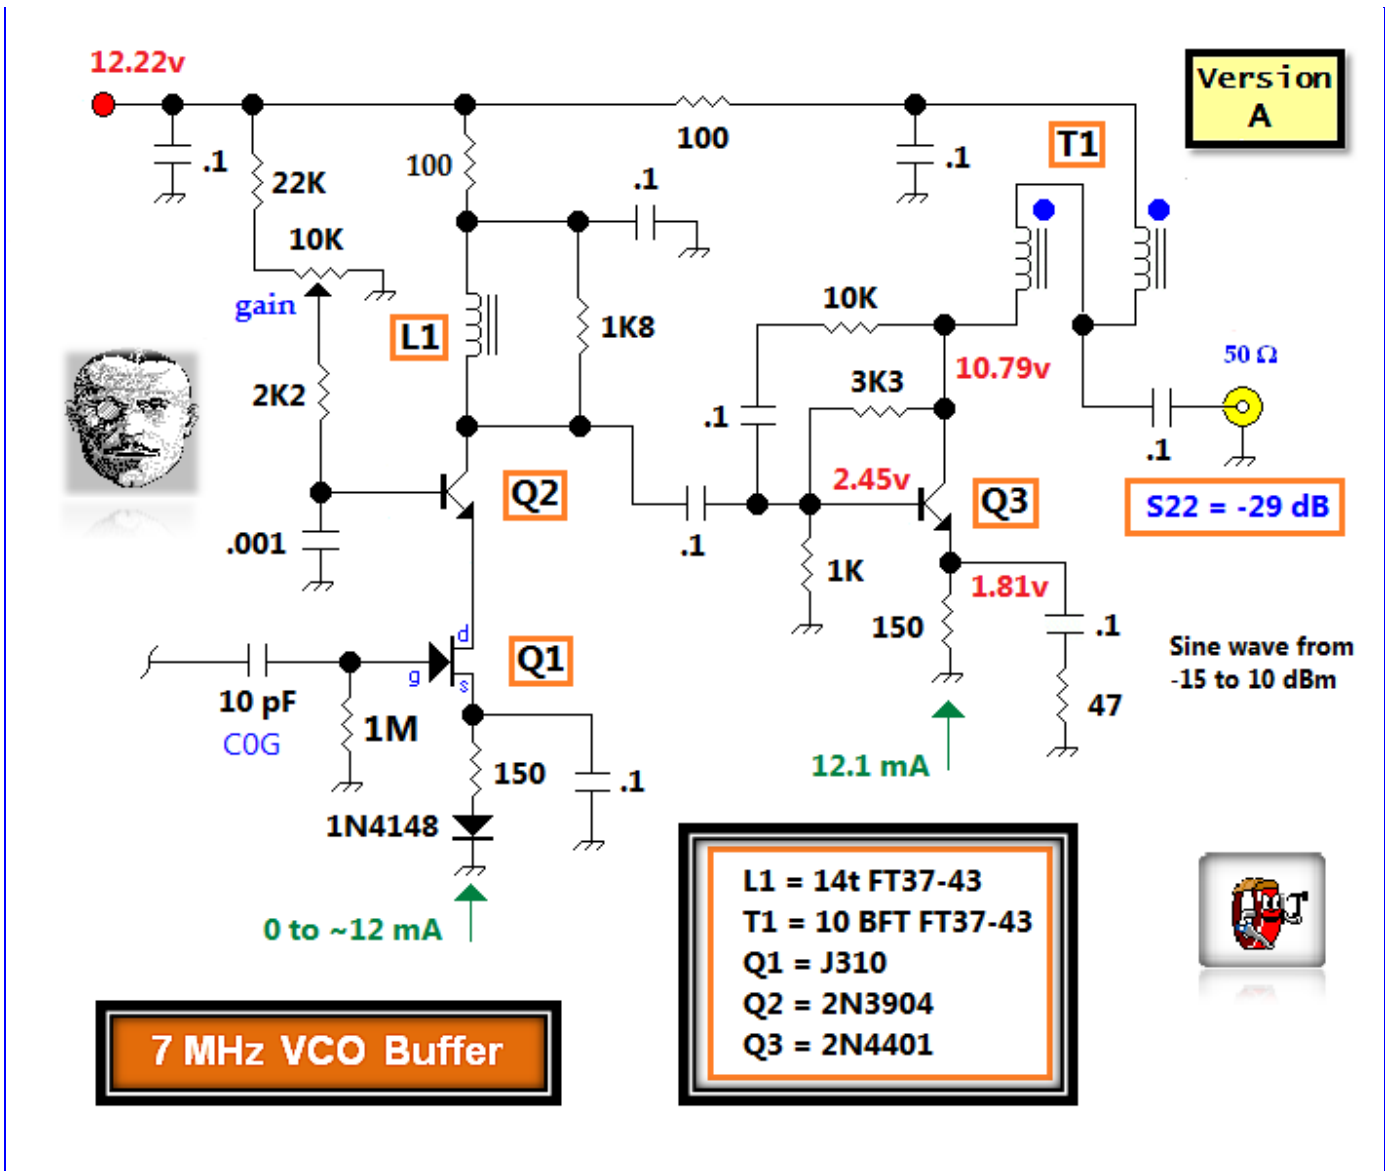 12.22v
Version
A
.1
22K
100
100
.1
T1
.1
10K
gain
L1
1K8
10K
50 Ω
10.79v
3K3
2K2
.1
.1
2.45v
Q2
Q3
S22 = -29 dB
.001
.1
1K
1.81v
150
.1
Sine wave from
-15 to 10 dBm
d
g
s
Q1
10 pF
C0G
1M
47
150
.1
12.1 mA
1N4148
0 to ~12 mA
L1 = 14t FT37-43
T1 = 10 BFT FT37-43
Q1 = J310
Q2 = 2N3904
Q3 = 2N4401
7 MHz VCO Buffer